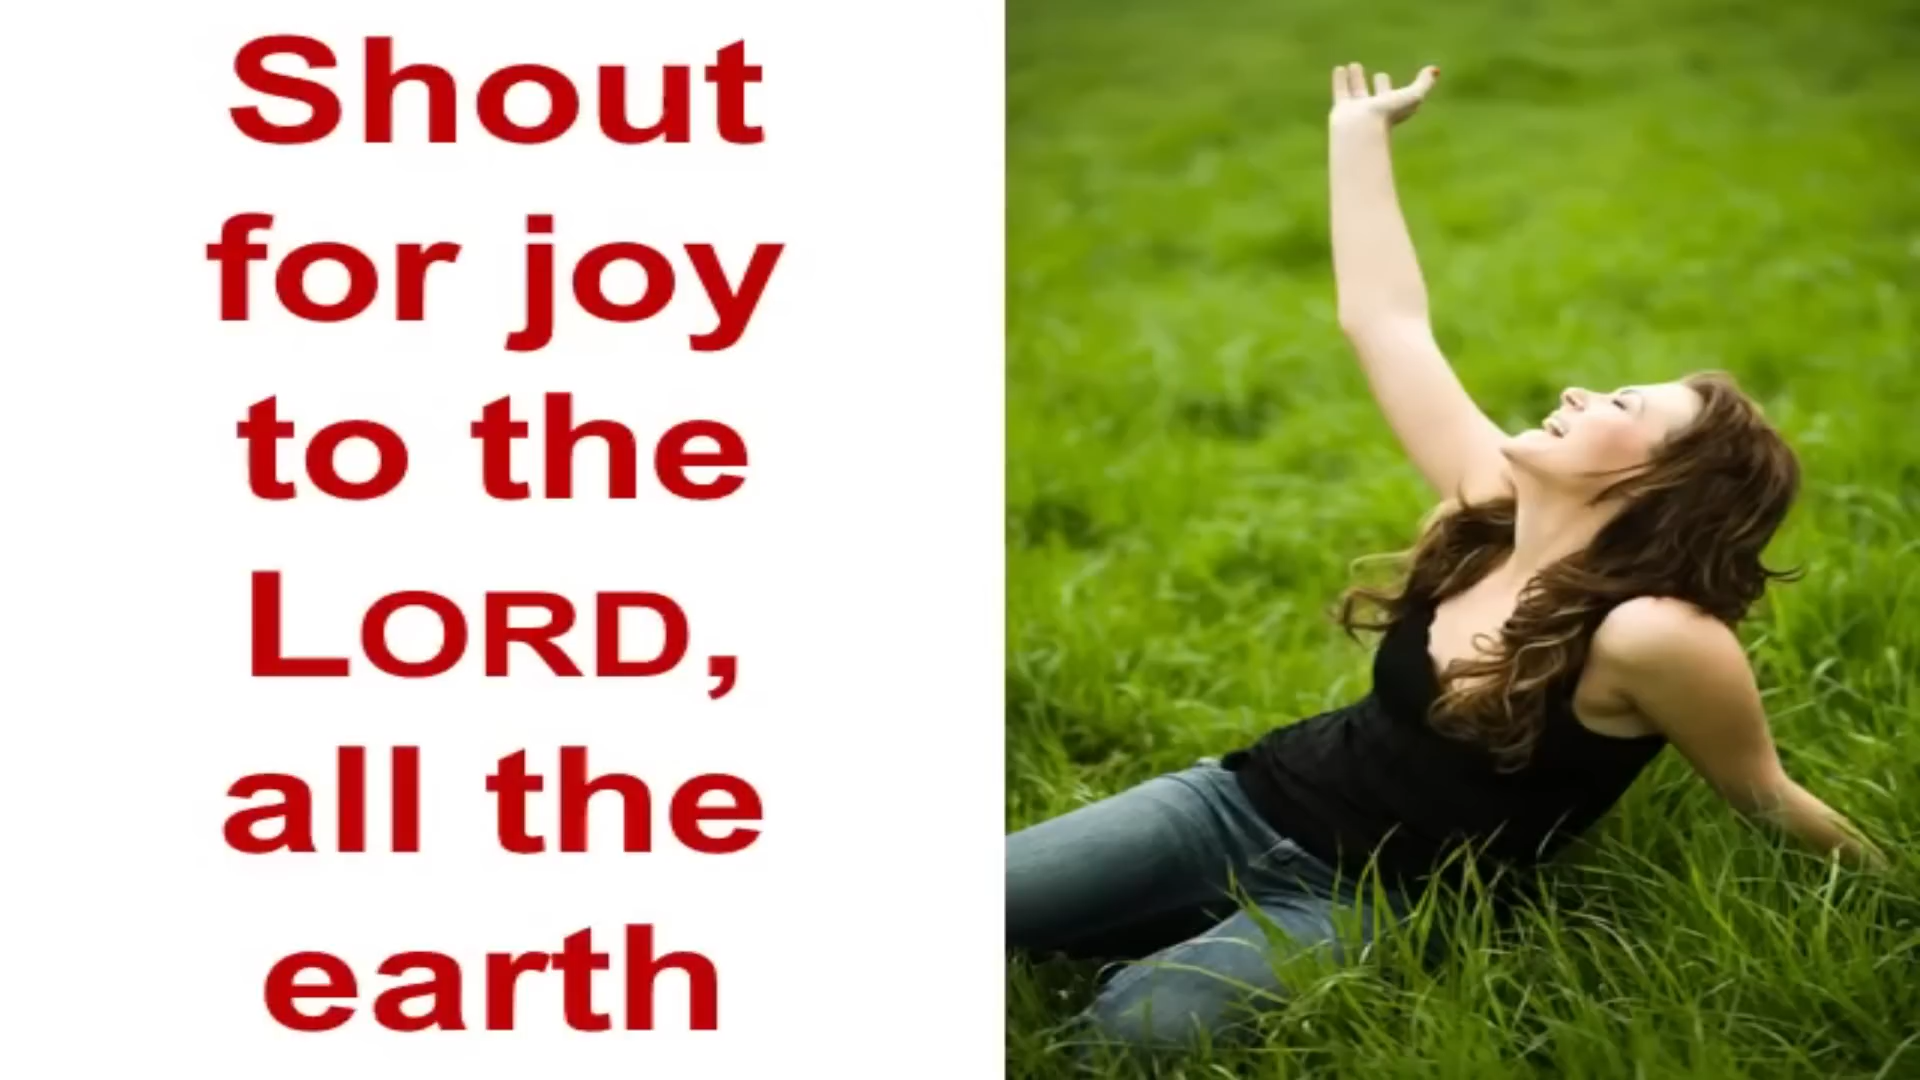 Shout
for joy
to the
LORD,
all the
earth